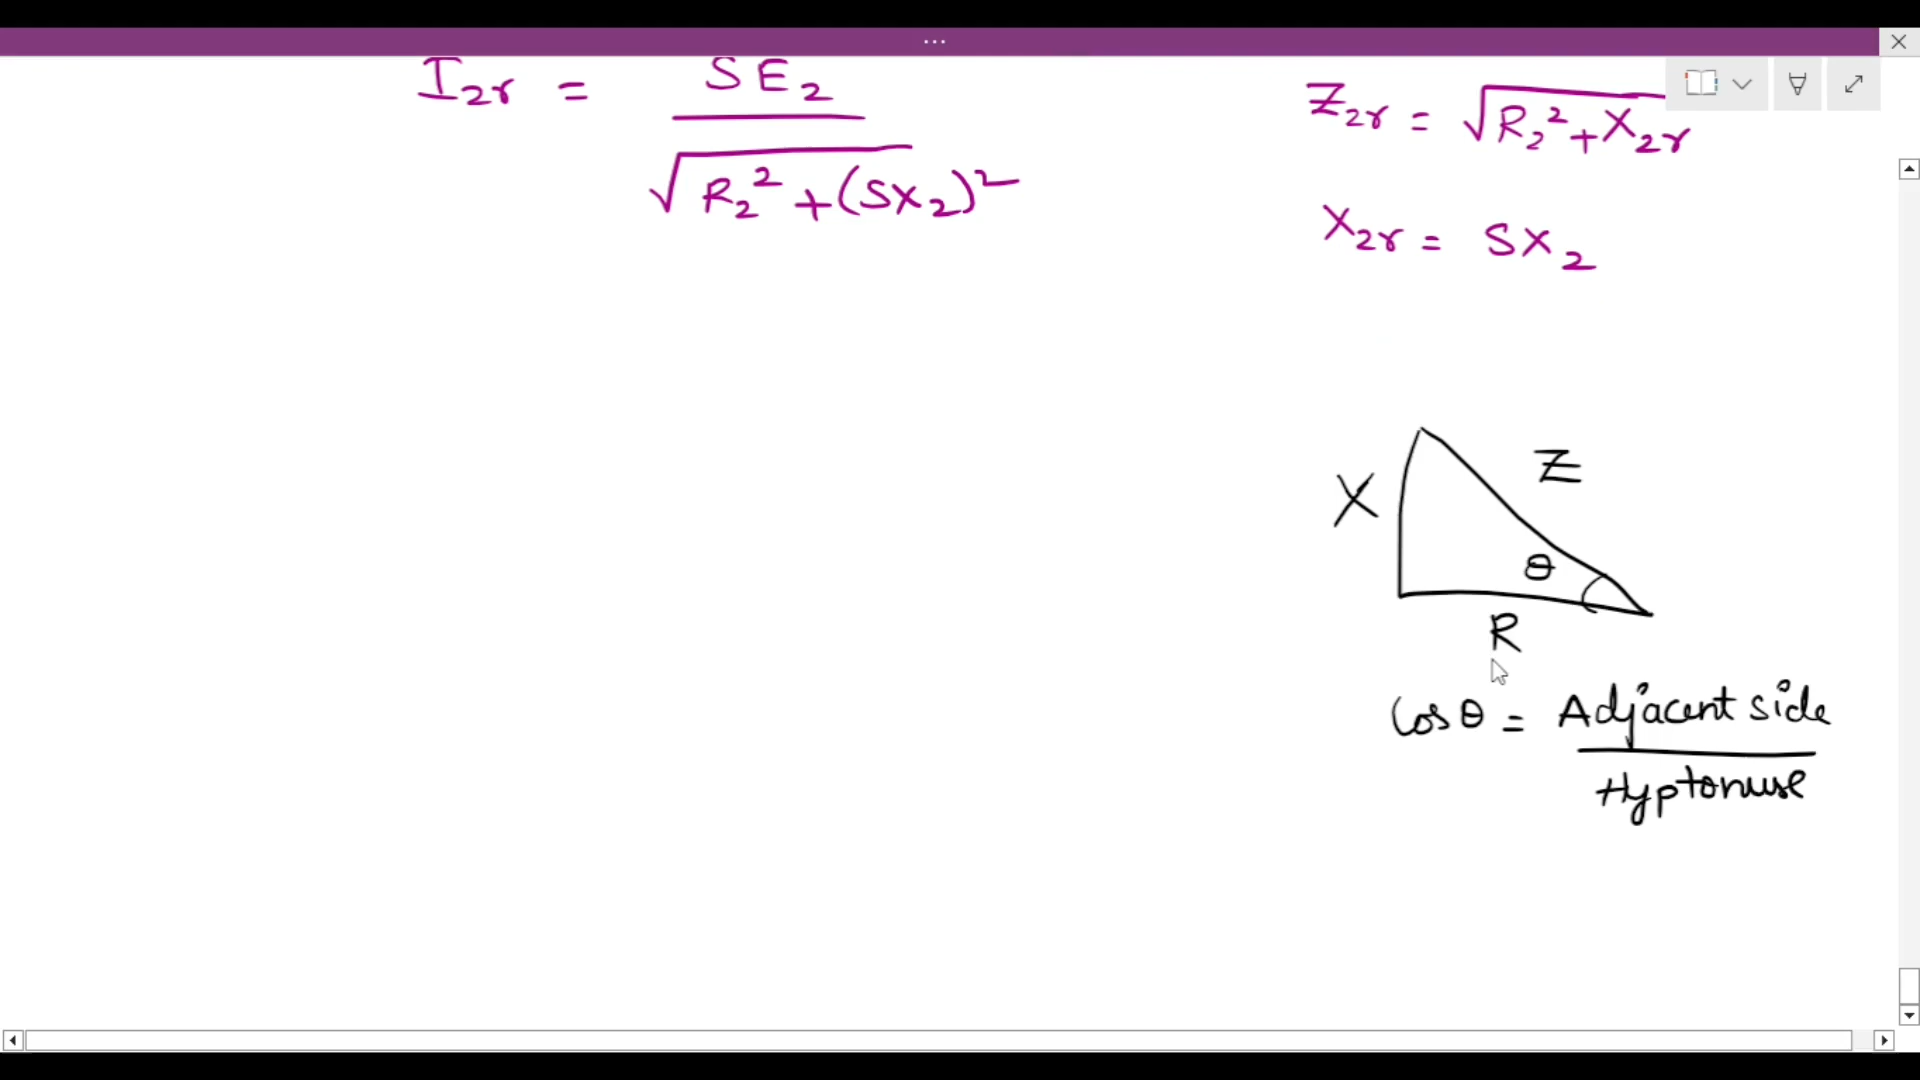 I2r = SE2 / √R2² + (SX2)²
Z2r = √R2² + X2r
X2r = SX2
X
Z
θ
R
Cos θ = Adjacent side / Hyptonuse